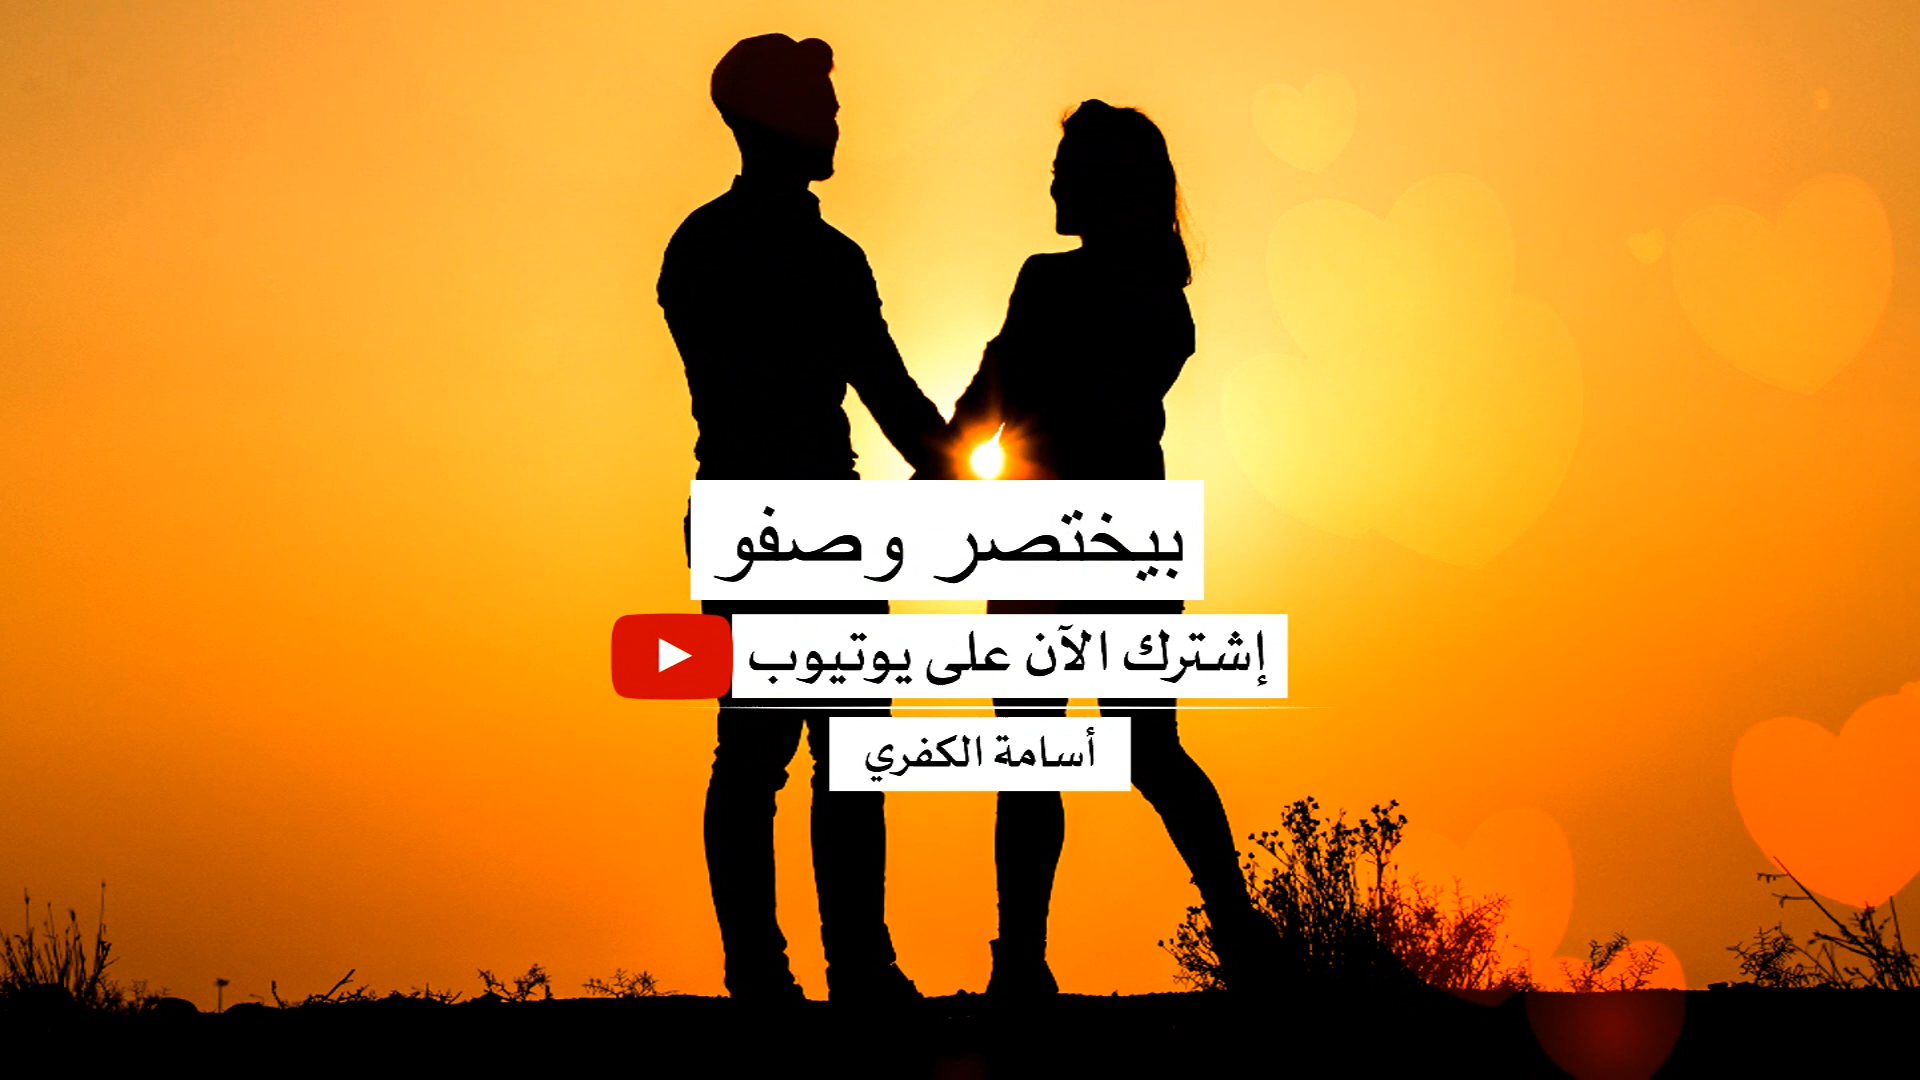 بيختصر وصفو
إشترك الآن على يوتيوب
أسامة الكفري